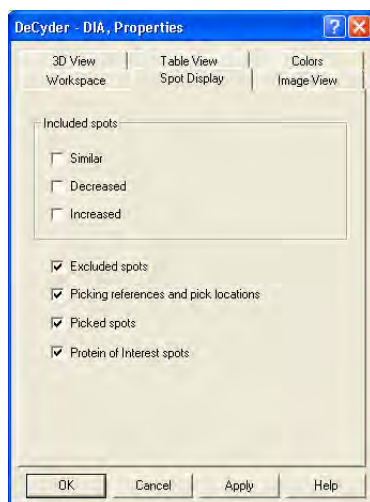 DeCyder - DIA, Properties
3D View Table View Colors
Workspace Spot Display Image View
Included spots
Similar
Decreased
Increased
Excluded spots
Picking references and pick locations
Picked spots
Protein of Interest spots
OK Cancel Apply Help